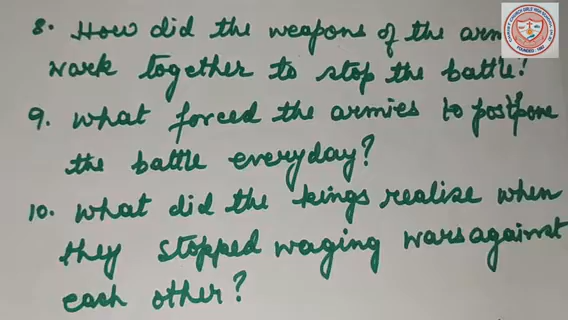 8. How did the weapons of the arm
work together to stop the battle?
9. What forced the armies to postpone
the battle everyday?
10. What did the kings realise when
they stopped waging wars against
each other?